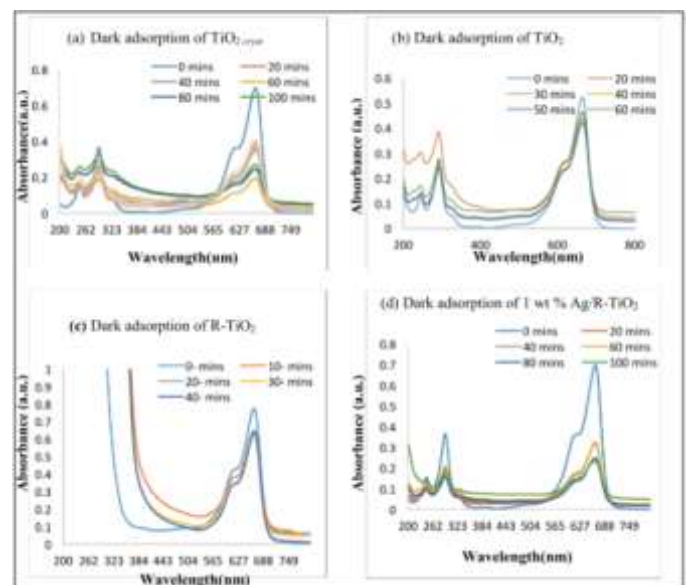 (a) Dark adsorption of TiO2 cryst
0 mins 20 mins
40 mins 60 mins
80 mins 100 mins
0.8
0.6
0.4
0.2
0
Absorbance(a.u.)
200 262 323 384 443 504 565 627 688 749
Wavelength(nm)
(b) Dark adsorption of TiO2
0 mins 20 mins
30 mins 40 mins
50 mins 60 mins
0.6
0.5
0.4
0.3
0.2
0.1
0
Absorbance (a.u.)
200 400 600 800
Wavelength(nm)
(c) Dark adsorption of R-TiO2
0- mins 10- mins
20- mins 30- mins
40- mins
1
0.9
0.8
0.7
0.6
0.5
0.4
0.3
0.2
0.1
0
Absorbance (a.u.)
200 262 323 384 443 504 565 627 688 749
Wavelength(nm)
(d) Dark adsorption of 1 wt % Ag/R-TiO2
0 mins 20 mins
40 mins 60 mins
80 mins 100 mins
0.8
0.7
0.6
0.5
0.4
0.3
0.2
0.1
0
Absorbance (a.u.)
200 262 323 384 443 504 565 627 688 749
Wavelength(nm)